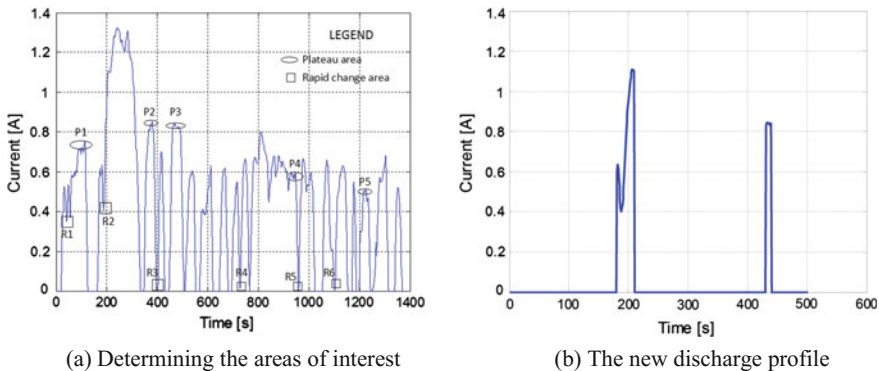 1.4
1.2
1
0.8
0.6
0.4
0.2
0
Current [A]
0 200 400 600 800 1000 1200 1400
Time [s]
LEGEND
Plateau area
Rapid change area
P1
P2 P3
P4
P5
R1
R2
R3
R4
R5
R6
(a) Determining the areas of interest
1.4
1.2
1
0.8
0.6
0.4
0.2
0
Current [A]
0 100 200 300 400 500 600
Time [s]
(b) The new discharge profile